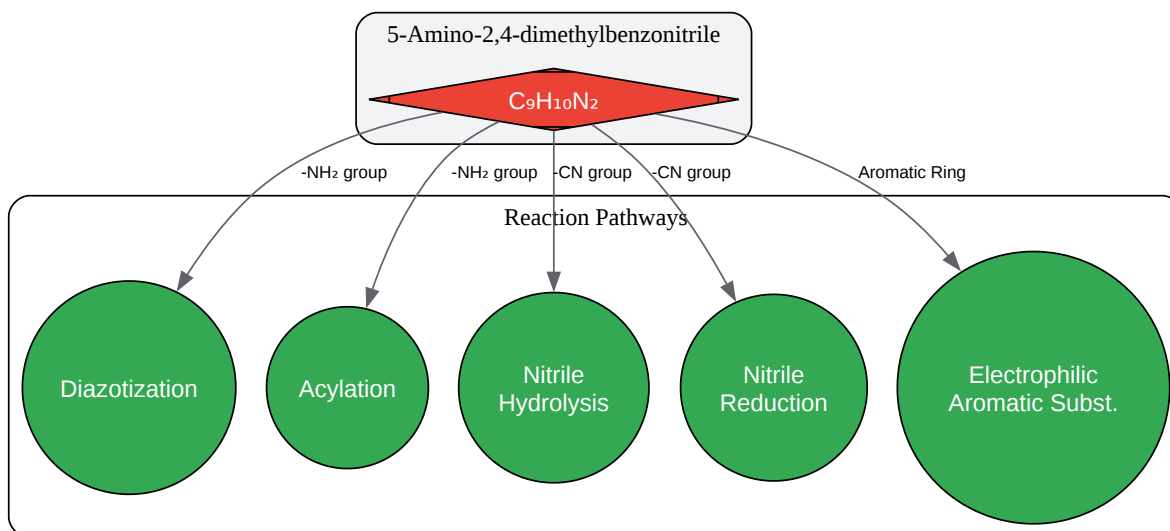 5-Amino-2,4-dimethylbenzonitrile
C₉H₁₀N₂
-NH₂ group
-NH₂ group
-CN group
-CN group
Aromatic Ring
Reaction Pathways
Diazotization
Acylation
Nitrile
Hydrolysis
Nitrile
Reduction
Electrophilic
Aromatic Subst.